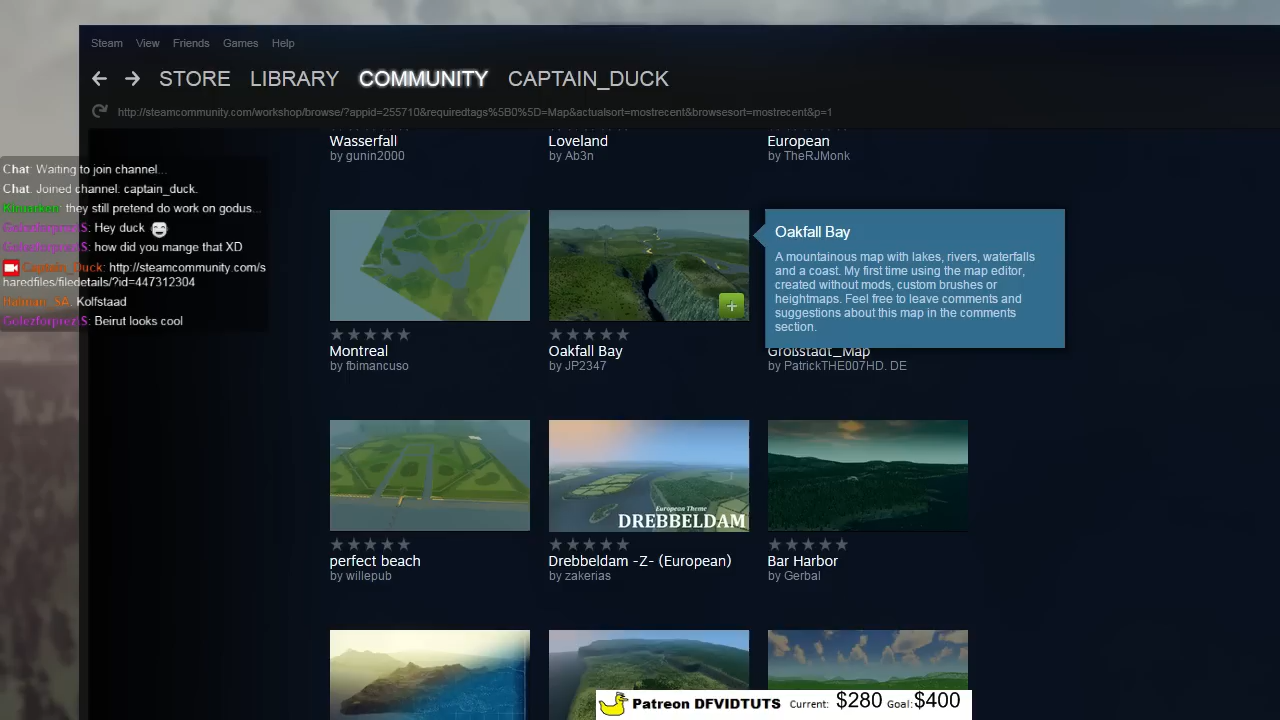 Steam View Friends Games Help
STORE LIBRARY COMMUNITY CAPTAIN_DUCK
http://steamcommunity.com/workshop/browse/?appid=255710&requiredtags%5B0%5D=Map&actualsort=mostrecent&browsesort=mostrecent&p=1
Wasserfall
by gunin2000
Loveland
by Ab3n
European
by TheRJMonk
Chat: Waiting to join channel...
Chat. Joined channel. captain_duck.
they still pretend do work on godus...
Hey duck
how did you mange that XD
Captain_Duck: http://steamcommunity.com/s
haredfiles/filedetails/?id=447312304
Kolfstaad
Beirut looks cool
Montreal
by fbimancuso
Oakfall Bay
by JP2347
Oakfall Bay
A mountainous map with lakes, rivers, waterfalls
and a coast. My first time using the map editor,
created without mods, custom brushes or
heightmaps. Feel free to leave comments and
suggestions about this map in the comments
section.
Großstadt_Map
by PatrickTHE007HD. DE
perfect beach
by willepub
European Theme
DREBBELDAM
Drebbeldam -Z- (European)
by zakerias
Bar Harbor
by Gerbal
Patreon DFVIDTUTS Current: $280 Goal: $400